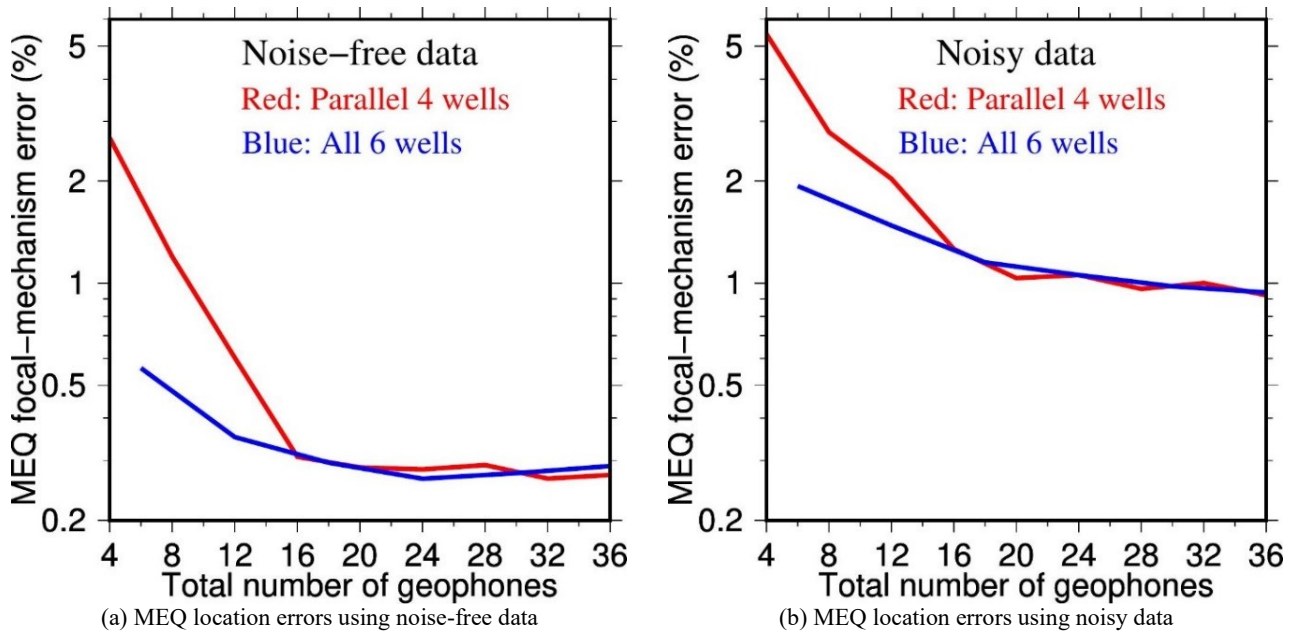 MEQ focal-mechanism error (%)
5
2
1
0.5
0.2
Noise-free data
Red: Parallel 4 wells
Blue: All 6 wells
4 8 12 16 20 24 28 32 36
Total number of geophones
(a) MEQ location errors using noise-free data
MEQ focal-mechanism error (%)
5
2
1
0.5
0.2
Noisy data
Red: Parallel 4 wells
Blue: All 6 wells
4 8 12 16 20 24 28 32 36
Total number of geophones
(b) MEQ location errors using noisy data